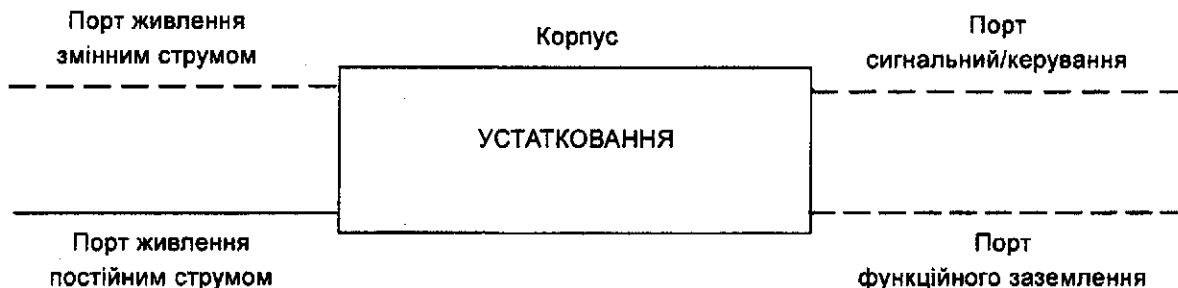 Порт живлення
змінним струмом
Корпус
Порт
сигнальний/керування
УСТАТКОВАННЯ
Порт живлення
постійним струмом
Порт
функційного заземлення